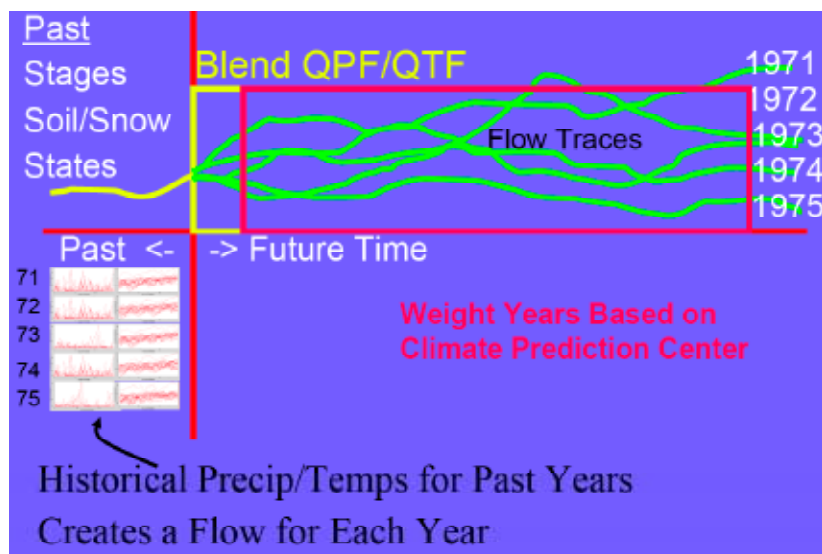 Past
Stages
Soil/Snow
States
Blend QPF/QTF
Flow Traces
1971
1972
1973
1974
1975
Past <- -> Future Time
71
72
73
74
75
Weight Years Based on
Climate Prediction Center
Historical Precip/Temps for Past Years
Creates a Flow for Each Year